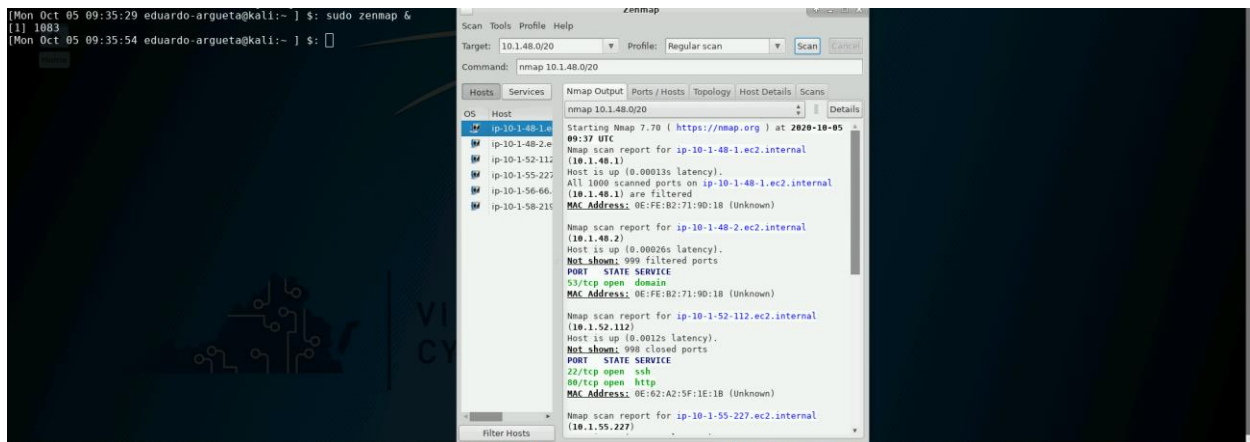 [Mon Oct 05 09:35:29 eduardo-argueta@kali:~ ] $: sudo zenmap &
[1] 1083
[Mon Oct 05 09:35:54 eduardo-argueta@kali:~ ] $:
Home
VI
CY
Zenmap
Scan Tools Profile Help
Target: 10.1.48.0/20 Profile: Regular scan Scan Cancel
Command: nmap 10.1.48.0/20
Hosts Services
OS Host
ip-10-1-48-1.e
ip-10-1-48-2.e
ip-10-1-52-112
ip-10-1-55-227
ip-10-1-56-66.
ip-10-1-58-219
Filter Hosts
Nmap Output Ports / Hosts Topology Host Details Scans
nmap 10.1.48.0/20 Details
Starting Nmap 7.70 ( https://nmap.org ) at 2020-10-05
09:37 UTC
Nmap scan report for ip-10-1-48-1.ec2.internal
(10.1.48.1)
Host is up (0.00013s latency).
All 1000 scanned ports on ip-10-1-48-1.ec2.internal
(10.1.48.1) are filtered
MAC Address: 0E:FE:B2:71:9D:18 (Unknown)
Nmap scan report for ip-10-1-48-2.ec2.internal
(10.1.48.2)
Host is up (0.00026s latency).
Not shown: 999 filtered ports
PORT STATE SERVICE
53/tcp open domain
MAC Address: 0E:FE:B2:71:9D:18 (Unknown)
Nmap scan report for ip-10-1-52-112.ec2.internal
(10.1.52.112)
Host is up (0.0012s latency).
Not shown: 998 closed ports
PORT STATE SERVICE
22/tcp open ssh
80/tcp open http
MAC Address: 0E:62:A2:5F:1E:1B (Unknown)
Nmap scan report for ip-10-1-55-227.ec2.internal
(10.1.55.227)